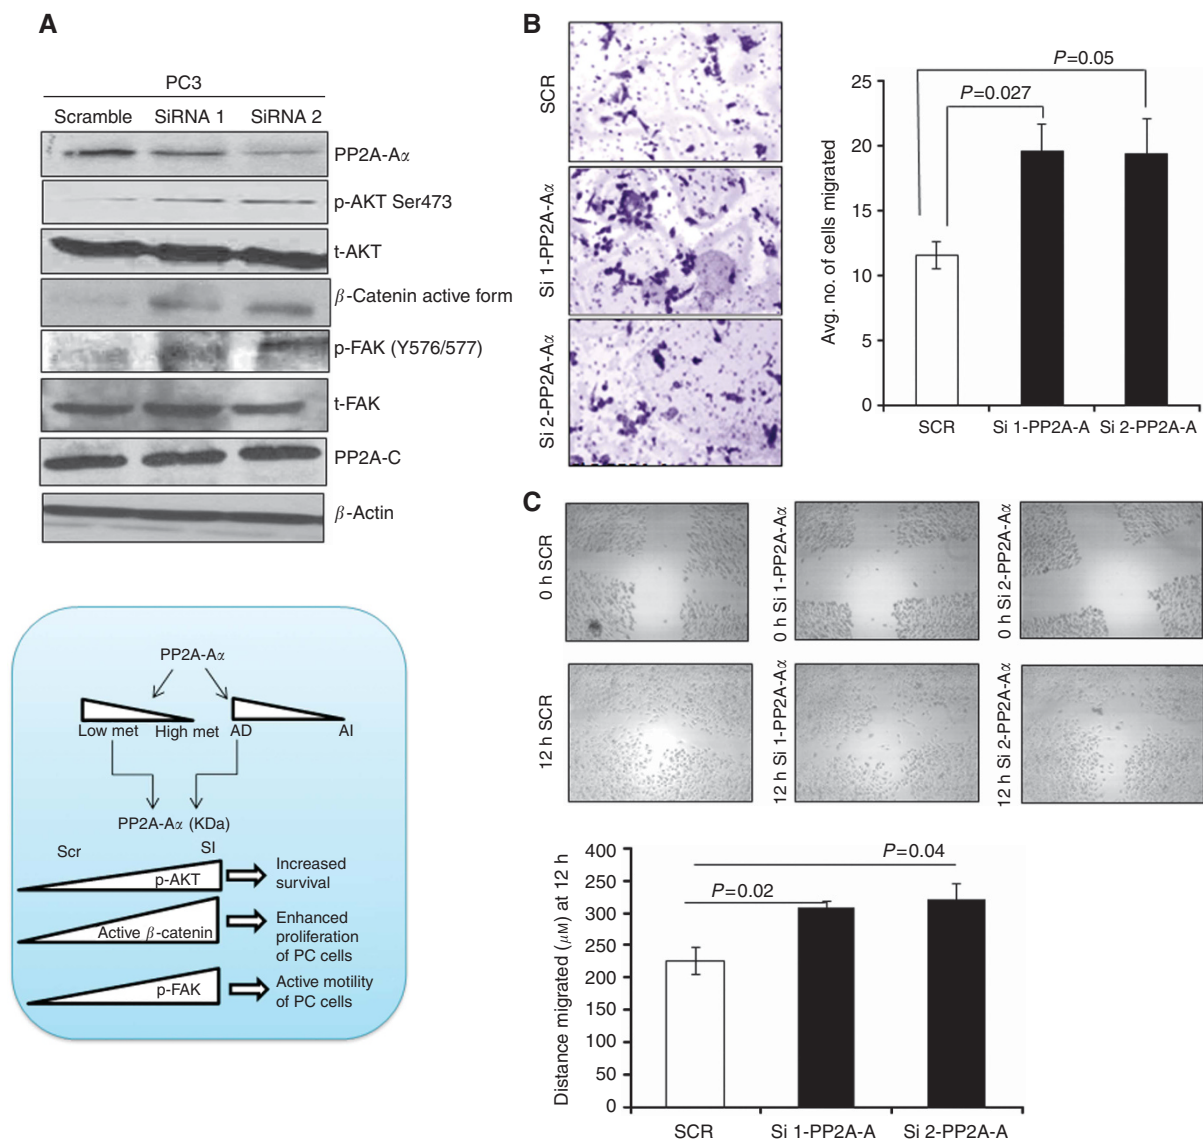 A
PC3
Scramble SiRNA 1 SiRNA 2
PP2A-Aα
p-AKT Ser473
t-AKT
β-Catenin active form
p-FAK (Y576/577)
t-FAK
PP2A-C
β-Actin
PP2A-Aα
Low met High met AD AI
PP2A-Aα (KDa)
Scr SI
p-AKT
Increased
survival
Active β-catenin
Enhanced
proliferation
of PC cells
p-FAK
Active motility
of PC cells
B
SCR
Si 1-PP2A-Aα
Si 2-PP2A-Aα
Avg. no. of cells migrated
25
20
15
10
5
0
P=0.05
P=0.027
SCR Si 1-PP2A-A Si 2-PP2A-A
C
0 h SCR
0 h Si 1-PP2A-Aα
0 h Si 2-PP2A-Aα
12 h SCR
12 h Si 1-PP2A-Aα
12 h Si 2-PP2A-Aα
Distance migrated (μM) at 12 h
400
350
300
250
200
150
100
50
0
P=0.04
P=0.02
SCR Si 1-PP2A-A Si 2-PP2A-A